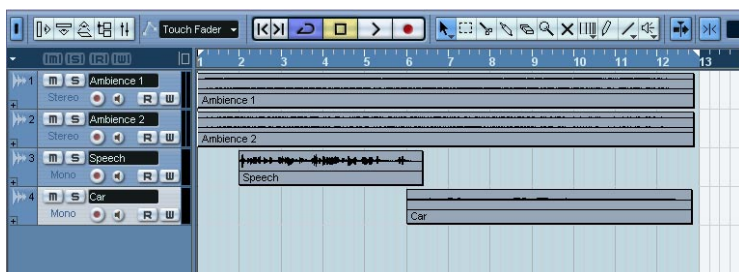 Touch Fader
m S R W
1 2 3 4 5 6 7 8 9 10 11 12 13
1 m S Ambience 1
Stereo R W
Ambience 1
2 m S Ambience 2
Stereo R W
Ambience 2
3 m S Speech
Mono R W
Speech
4 m S Car
Mono R W
Car